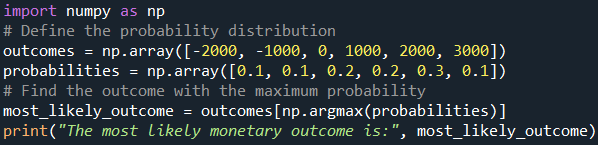 import numpy as np
# Define the probability distribution
outcomes = np.array([-2000, -1000, 0, 1000, 2000, 3000])
probabilities = np.array([0.1, 0.1, 0.2, 0.2, 0.3, 0.1])
# Find the outcome with the maximum probability
most_likely_outcome = outcomes[np.argmax(probabilities)]
print("The most likely monetary outcome is:", most_likely_outcome)